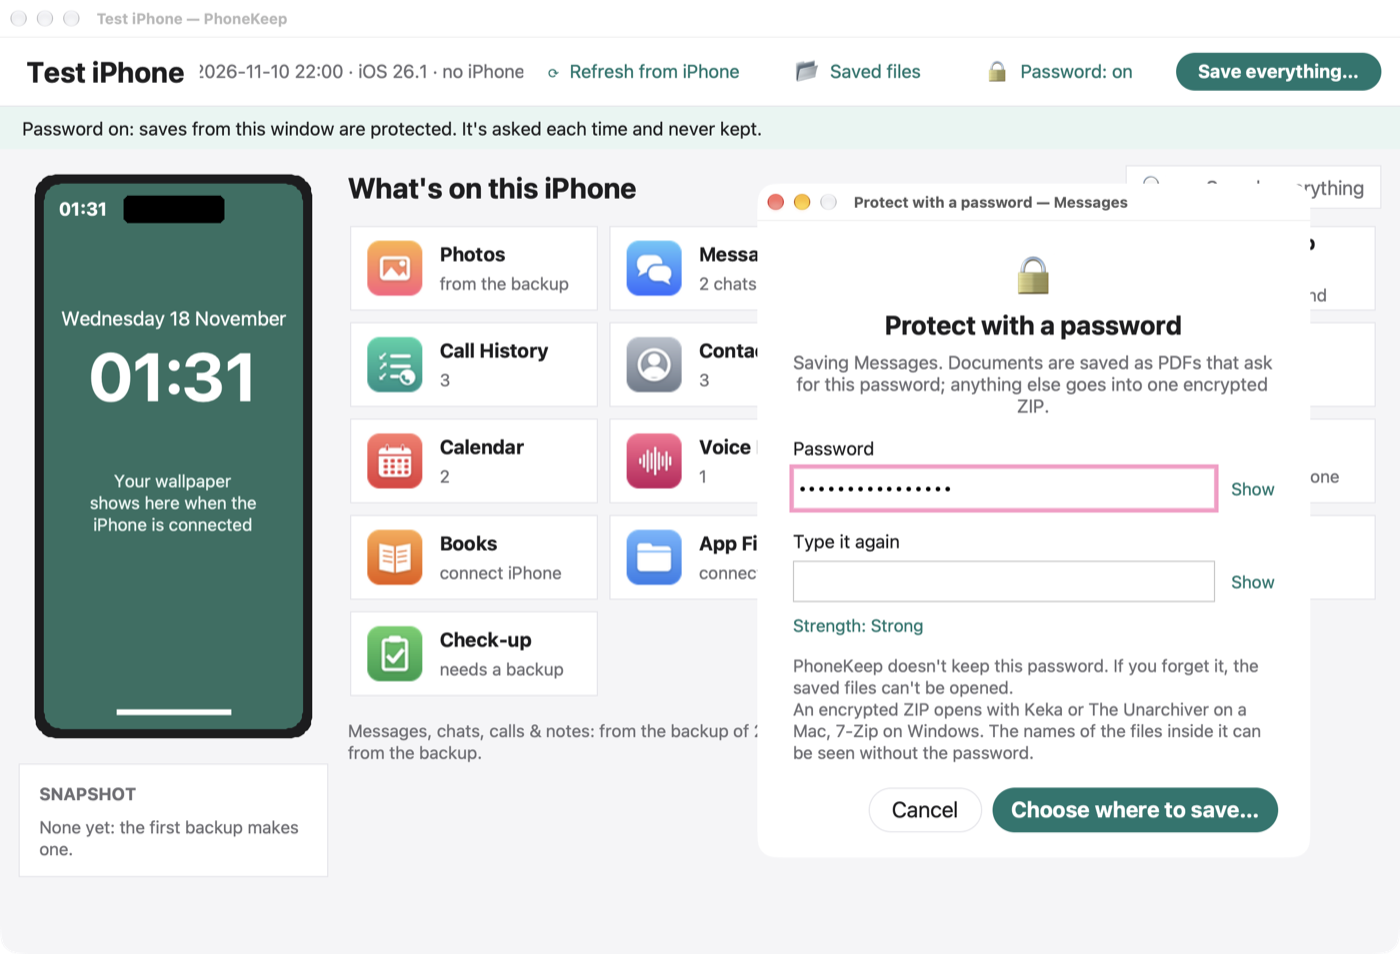 Test iPhone — PhoneKeep
Test iPhone
2026-11-10 22:00 · iOS 26.1 · no iPhone
Refresh from iPhone
Saved files
Password: on
Save everything...
Password on: saves from this window are protected. It's asked each time and never kept.
01:31
Wednesday 18 November
01:31
Your wallpaper
shows here when the
iPhone is connected
SNAPSHOT
None yet: the first backup makes
one.
What's on this iPhone
Photos
from the backup
2 chats
Call History
3
3
Calendar
2
Voice
1
Books
connect iPhone
Check-up
needs a backup
Messages, chats, calls & notes: from the backup of
from the backup.
Protect with a password — Messages
Protect with a password
Saving Messages. Documents are saved as PDFs that ask
for this password; anything else goes into one encrypted
ZIP.
Password
Show
Type it again
Show
Strength: Strong
PhoneKeep doesn't keep this password. If you forget it, the
saved files can't be opened.
An encrypted ZIP opens with Keka or The Unarchiver on a
Mac, 7-Zip on Windows. The names of the files inside it can
be seen without the password.
Cancel
Choose where to save...